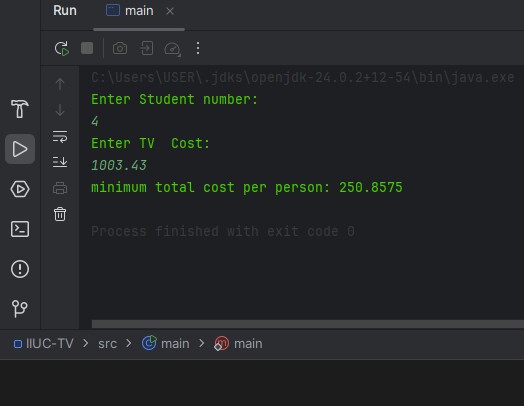 Run main
C:\Users\USER\.jdks\openjdk-24.0.2+12-54\bin\java.exe
Enter Student number:
4
Enter TV  Cost:
1003.43
minimum total cost per person: 250.8575
Process finished with exit code 0
IIUC-TV > src > main > main